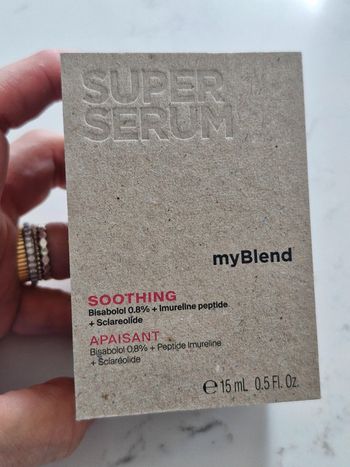 SUPER
SERUM
myBlend
SOOTHING
Bisabolol 0.8% + Imureline peptide
+ Sclareolide
APAISANT
Bisabolol 0,8% + Peptide Imureline
+ Sclaréolide
℮ 15 mL 0.5 Fl. Oz.